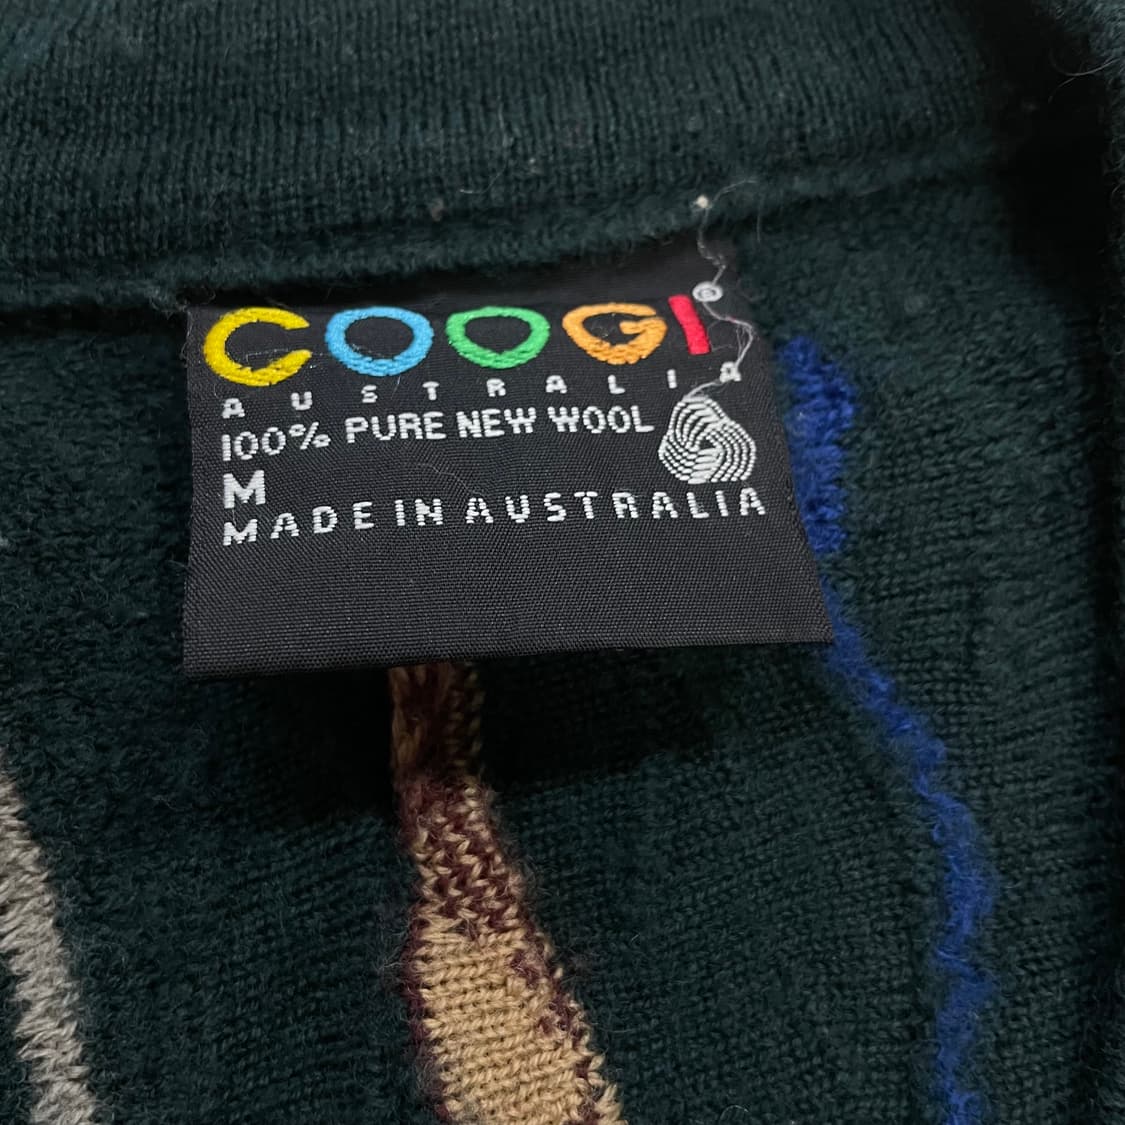 COOGI®
AUSTRALIA
100% PURE NEW WOOL
M
MADE IN AUSTRALIA